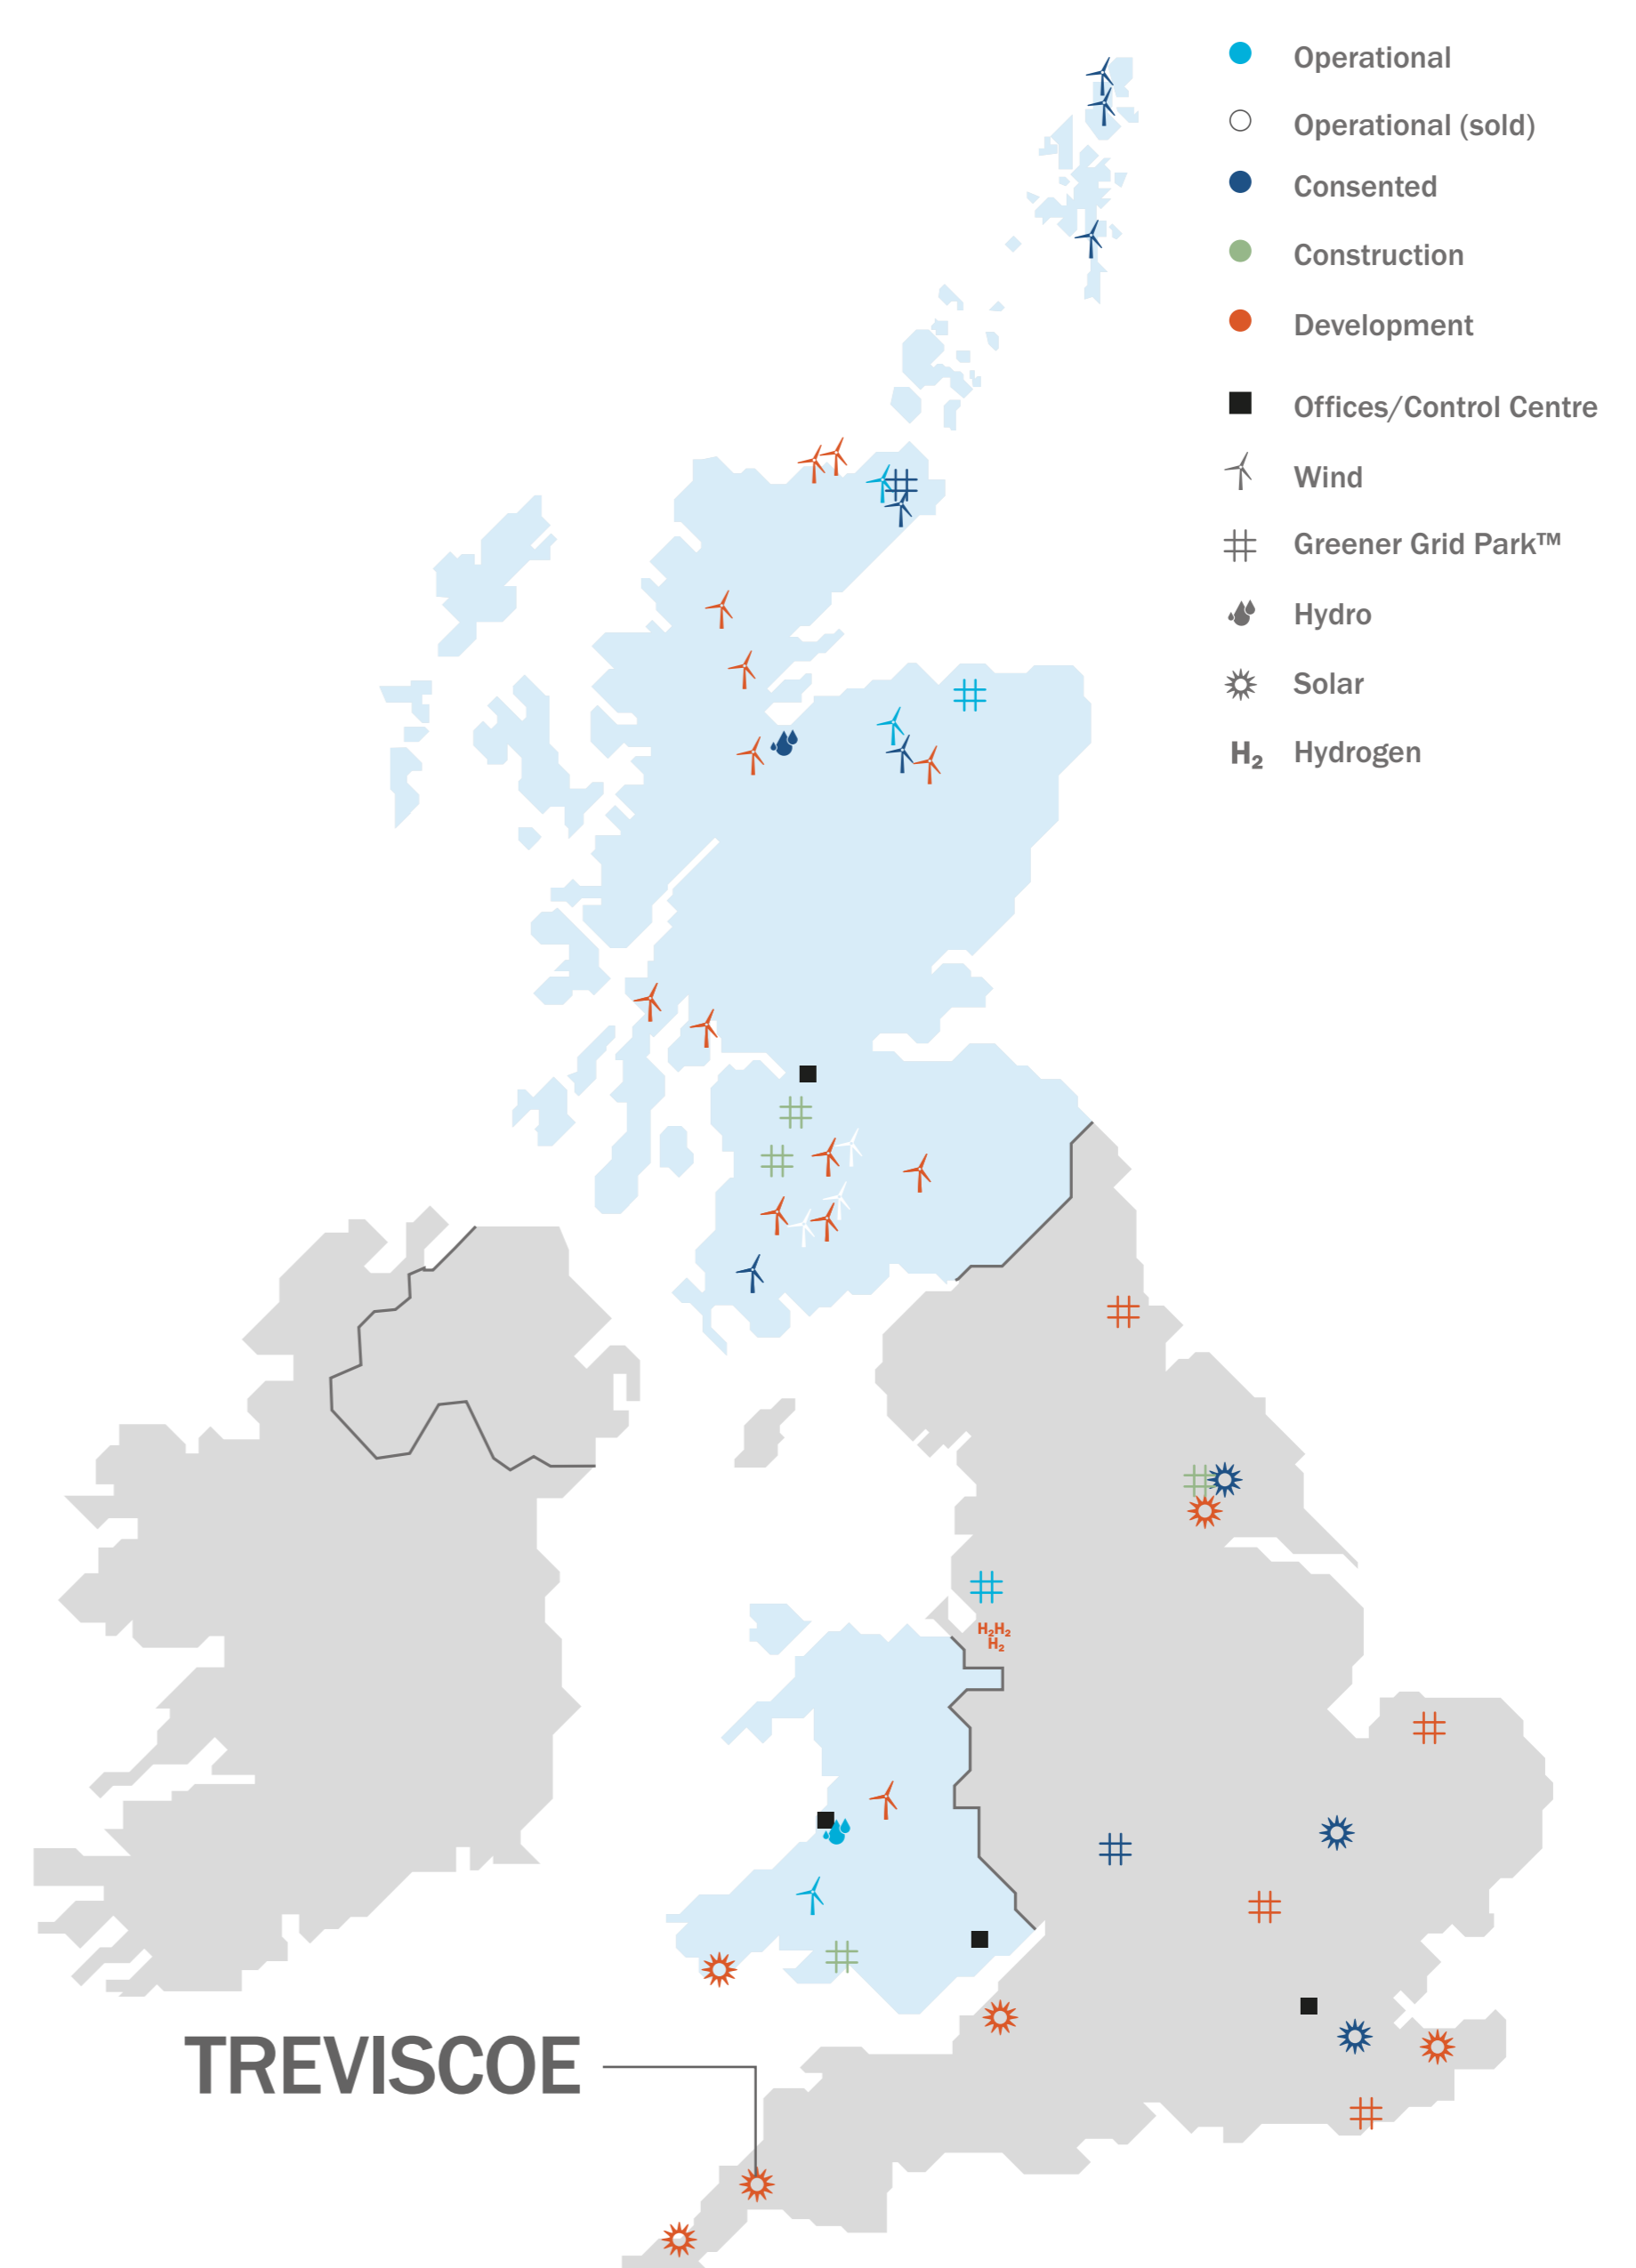 Operational
Operational (sold)
Consented
Construction
Development
Offices/Control Centre
Wind
Greener Grid Park™
Hydro
Solar
H₂ Hydrogen
H₂H₂
H₂
TREVISCOE